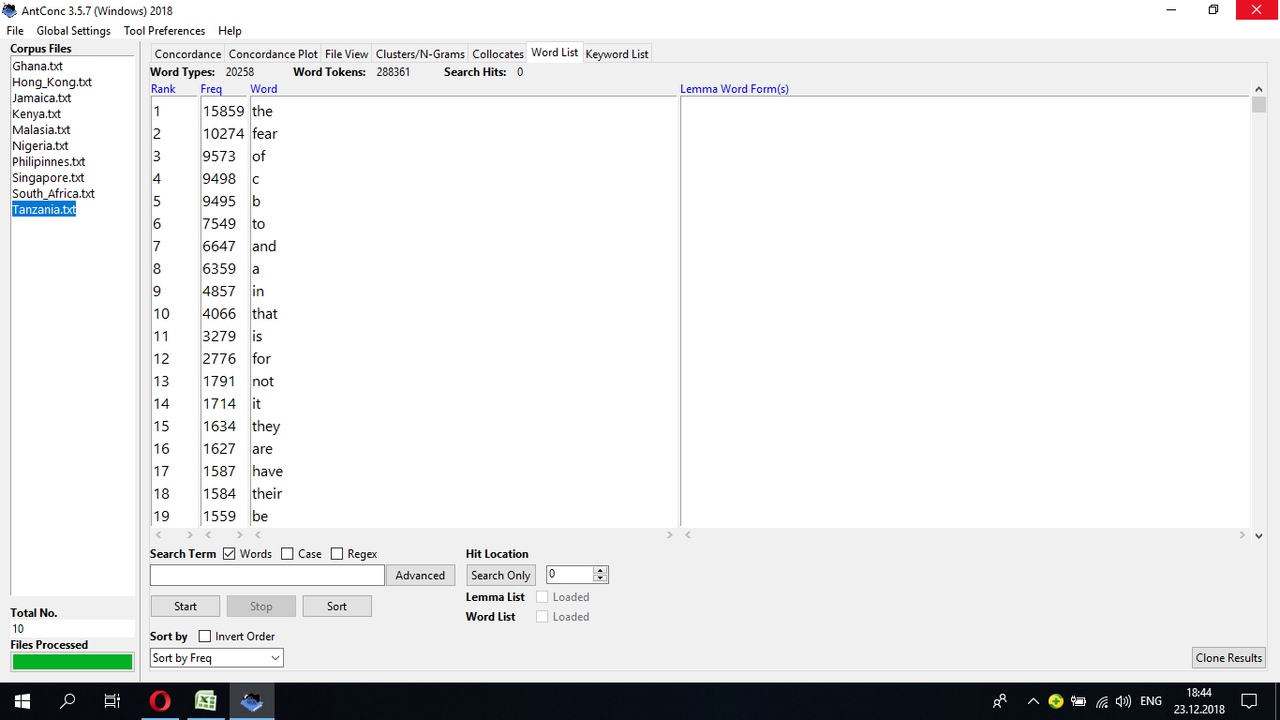 AntConc 3.5.7 (Windows) 2018
File Global Settings Tool Preferences Help
Corpus Files
Ghana.txt
Hong_Kong.txt
Jamaica.txt
Kenya.txt
Malasia.txt
Nigeria.txt
Philipinnes.txt
Singapore.txt
South_Africa.txt
Tanzania.txt
Total No.
10
Files Processed
Concordance Concordance Plot File View Clusters/N-Grams Collocates Word List Keyword List
Word Types: 20258 Word Tokens: 288361 Search Hits: 0
Rank Freq Word Lemma Word Form(s)
1 15859 the
2 10274 fear
3 9573 of
4 9498 c
5 9495 b
6 7549 to
7 6647 and
8 6359 a
9 4857 in
10 4066 that
11 3279 is
12 2776 for
13 1791 not
14 1714 it
15 1634 they
16 1627 are
17 1587 have
18 1584 their
19 1559 be
Search Term Words Case Regex Hit Location
Advanced Search Only 0
Start Stop Sort Lemma List Loaded
Word List Loaded
Sort by Invert Order
Sort by Freq Clone Results
ENG 18:44
23.12.2018